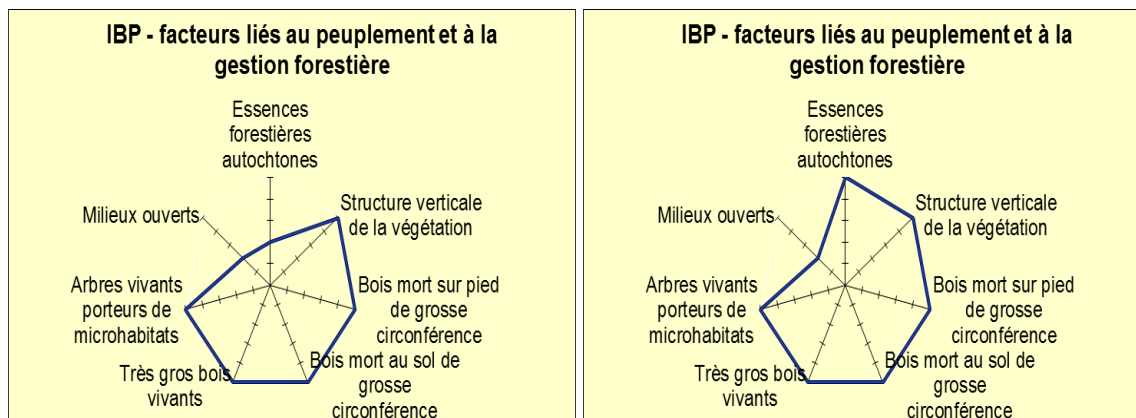 IBP - facteurs liés au peuplement et à la
gestion forestière
Essences
forestières
autochtones
Structure verticale
de la végétation
Milieux ouverts
Bois mort sur pied
de grosse
circonférence
Arbres vivants
porteurs de
microhabitats
Bois mort au sol de
grosse
circonférence
Très gros bois
vivants
IBP - facteurs liés au peuplement et à la
gestion forestière
Essences
forestières
autochtones
Structure verticale
de la végétation
Milieux ouverts
Bois mort sur pied
de grosse
circonférence
Arbres vivants
porteurs de
microhabitats
Bois mort au sol de
grosse
circonférence
Très gros bois
vivants